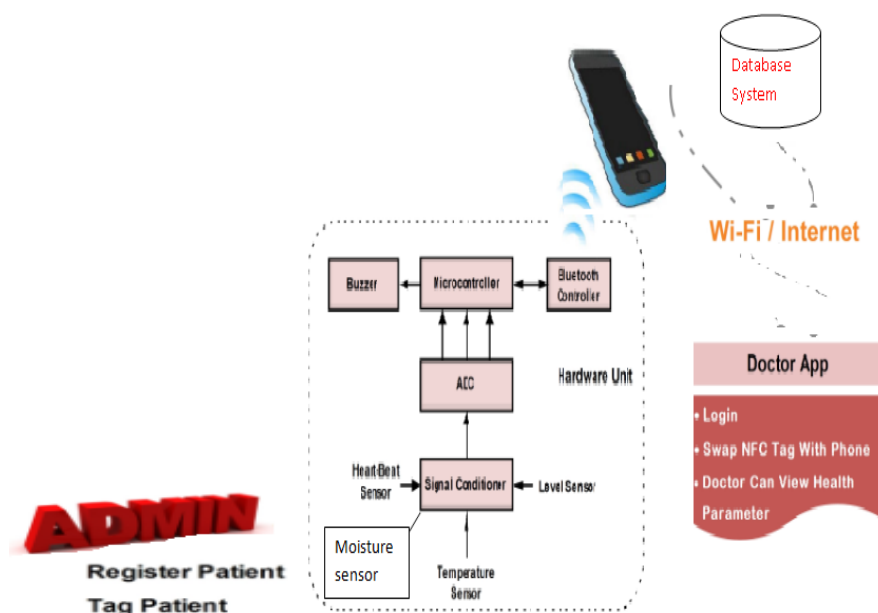 Database
System
Wi-Fi / Internet
Buzzer
Microcontroller
Bluetooth
Controller
ADC
Hardware Unit
Heart-Beat
Sensor
Signal Conditioner
Level Sensor
Moisture
sensor
Temperature
Sensor
Doctor App
• Login
• Swap NFC Tag With Phone
• Doctor Can View Health
Parameter
ADMIN
Register Patient
Tag Patient